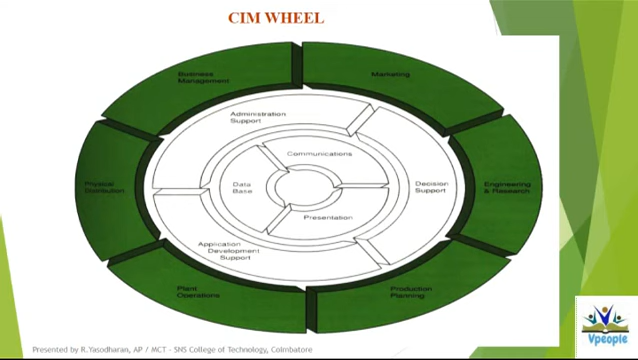 CIM WHEEL
Business
Management
Marketing
Administration
Support
Communications
Physical
Distribution
Data
Base
Decision
Support
Engineering
& Research
Presentation
Application
Development
Support
Plant
Operations
Production
Planning
Presented by R.Yasodharan, AP / MCT - SNS College of Technology, Coimbatore
Vpeople